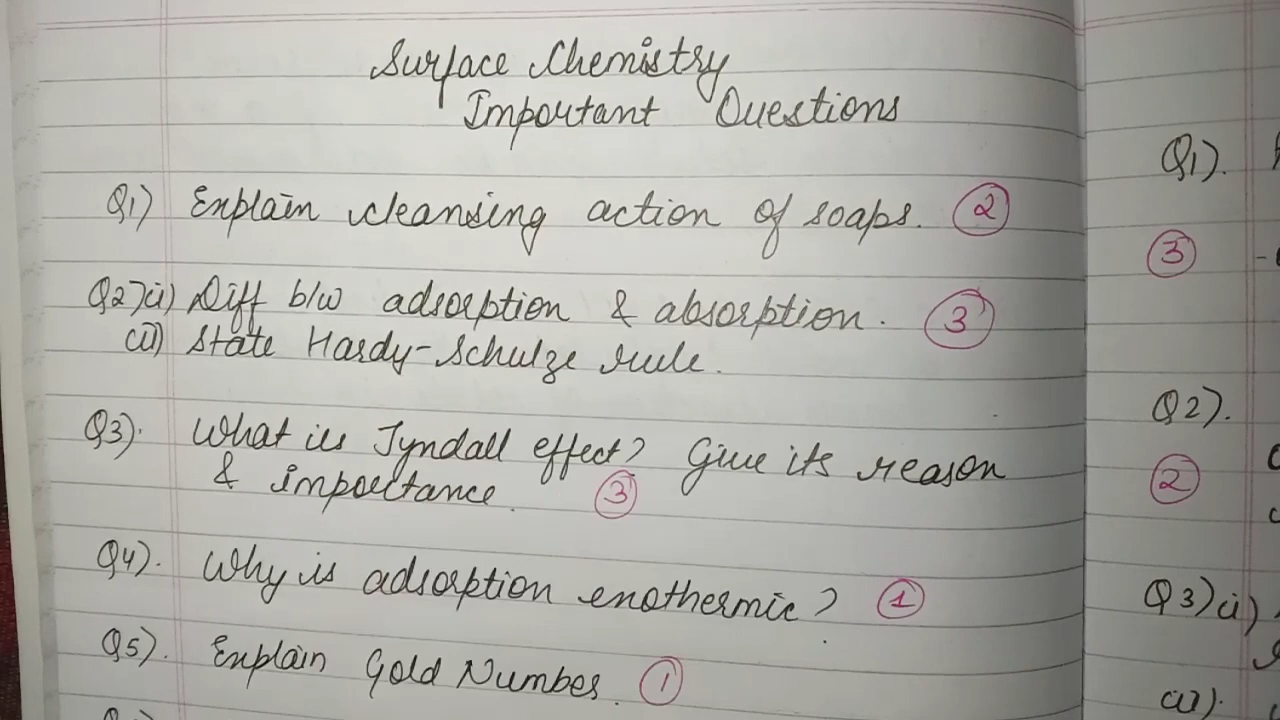 Surface Chemistry
Important Questions
Q1) Explain cleansing action of soaps. 2
Q2)(i) Diff b/w adsorption & absorption. 3
(ii) State Hardy-Schulze rule.
Q3). What is Tyndall effect? Give its reason
& importance. 3
Q4). Why is adsorption exothermic? 1
Q5). Explain Gold Number. 1
Q1).
3
Q2).
2
Q3)(i)
(ii).